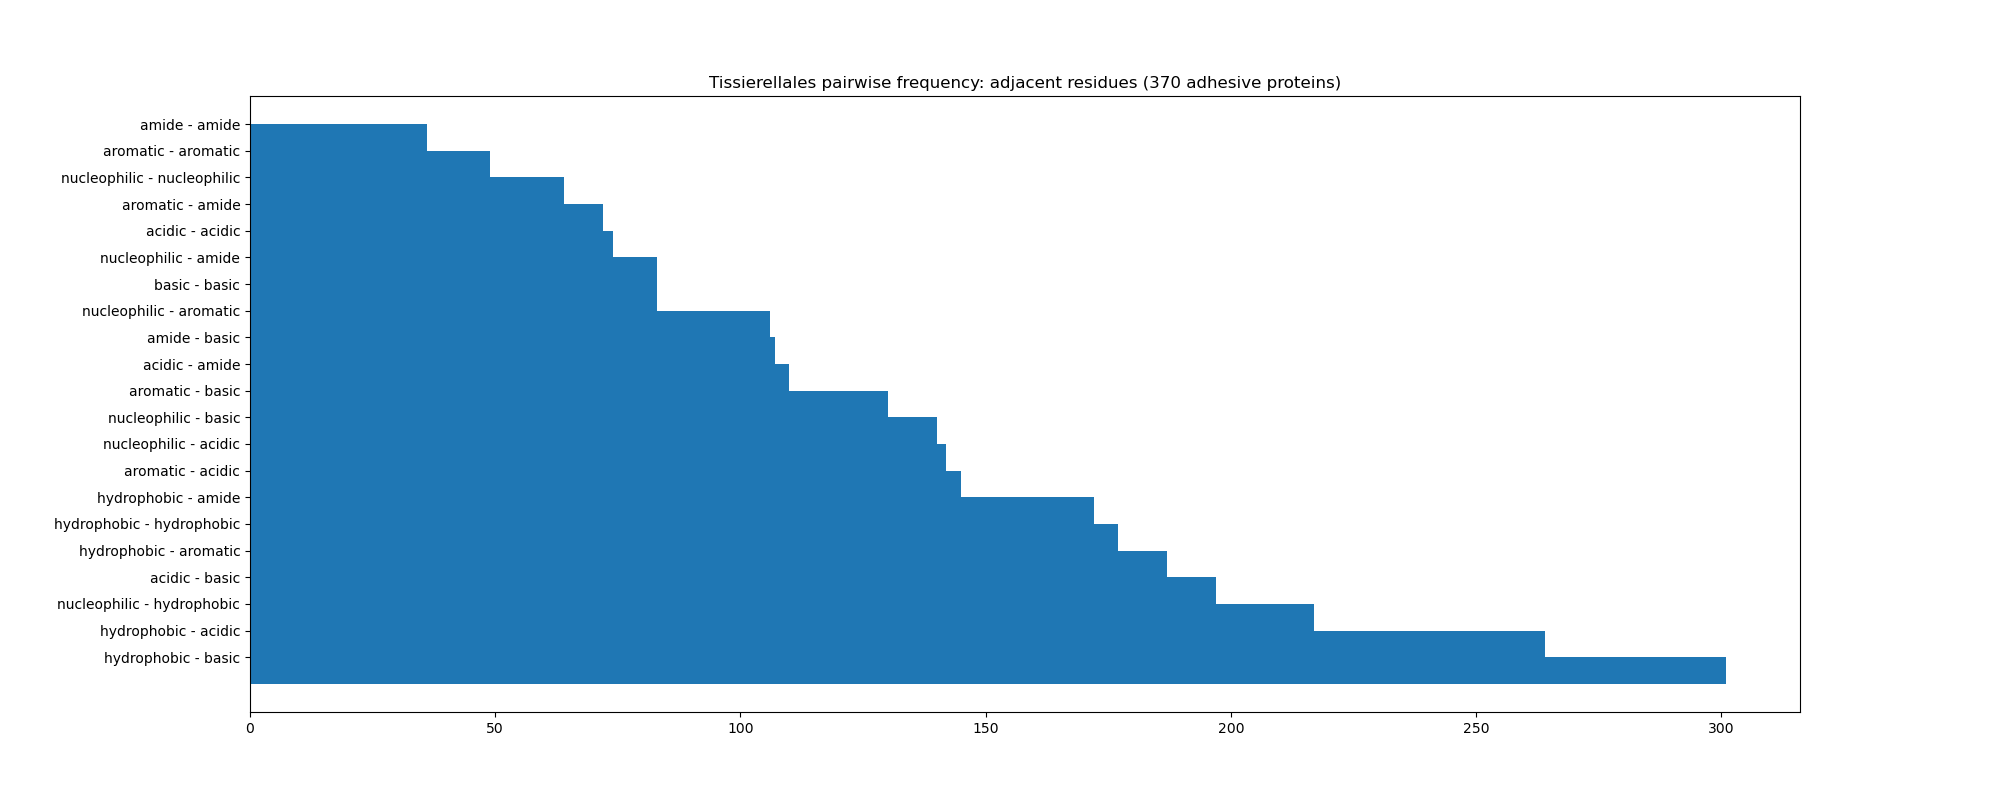 Tissierellales pairwise frequency: adjacent residues (370 adhesive proteins)
amide - amide
aromatic - aromatic
nucleophilic - nucleophilic
aromatic - amide
acidic - acidic
nucleophilic - amide
basic - basic
nucleophilic - aromatic
amide - basic
acidic - amide
aromatic - basic
nucleophilic - basic
nucleophilic - acidic
aromatic - acidic
hydrophobic - amide
hydrophobic - hydrophobic
hydrophobic - aromatic
acidic - basic
nucleophilic - hydrophobic
hydrophobic - acidic
hydrophobic - basic
0 50 100 150 200 250 300